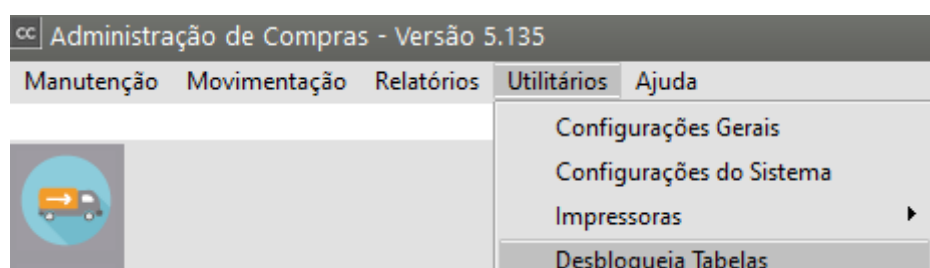 cc Administração de Compras - Versão 5.135
Manutenção Movimentação Relatórios Utilitários Ajuda
Configurações Gerais
Configurações do Sistema
Impressoras
Desbloqueia Tabelas